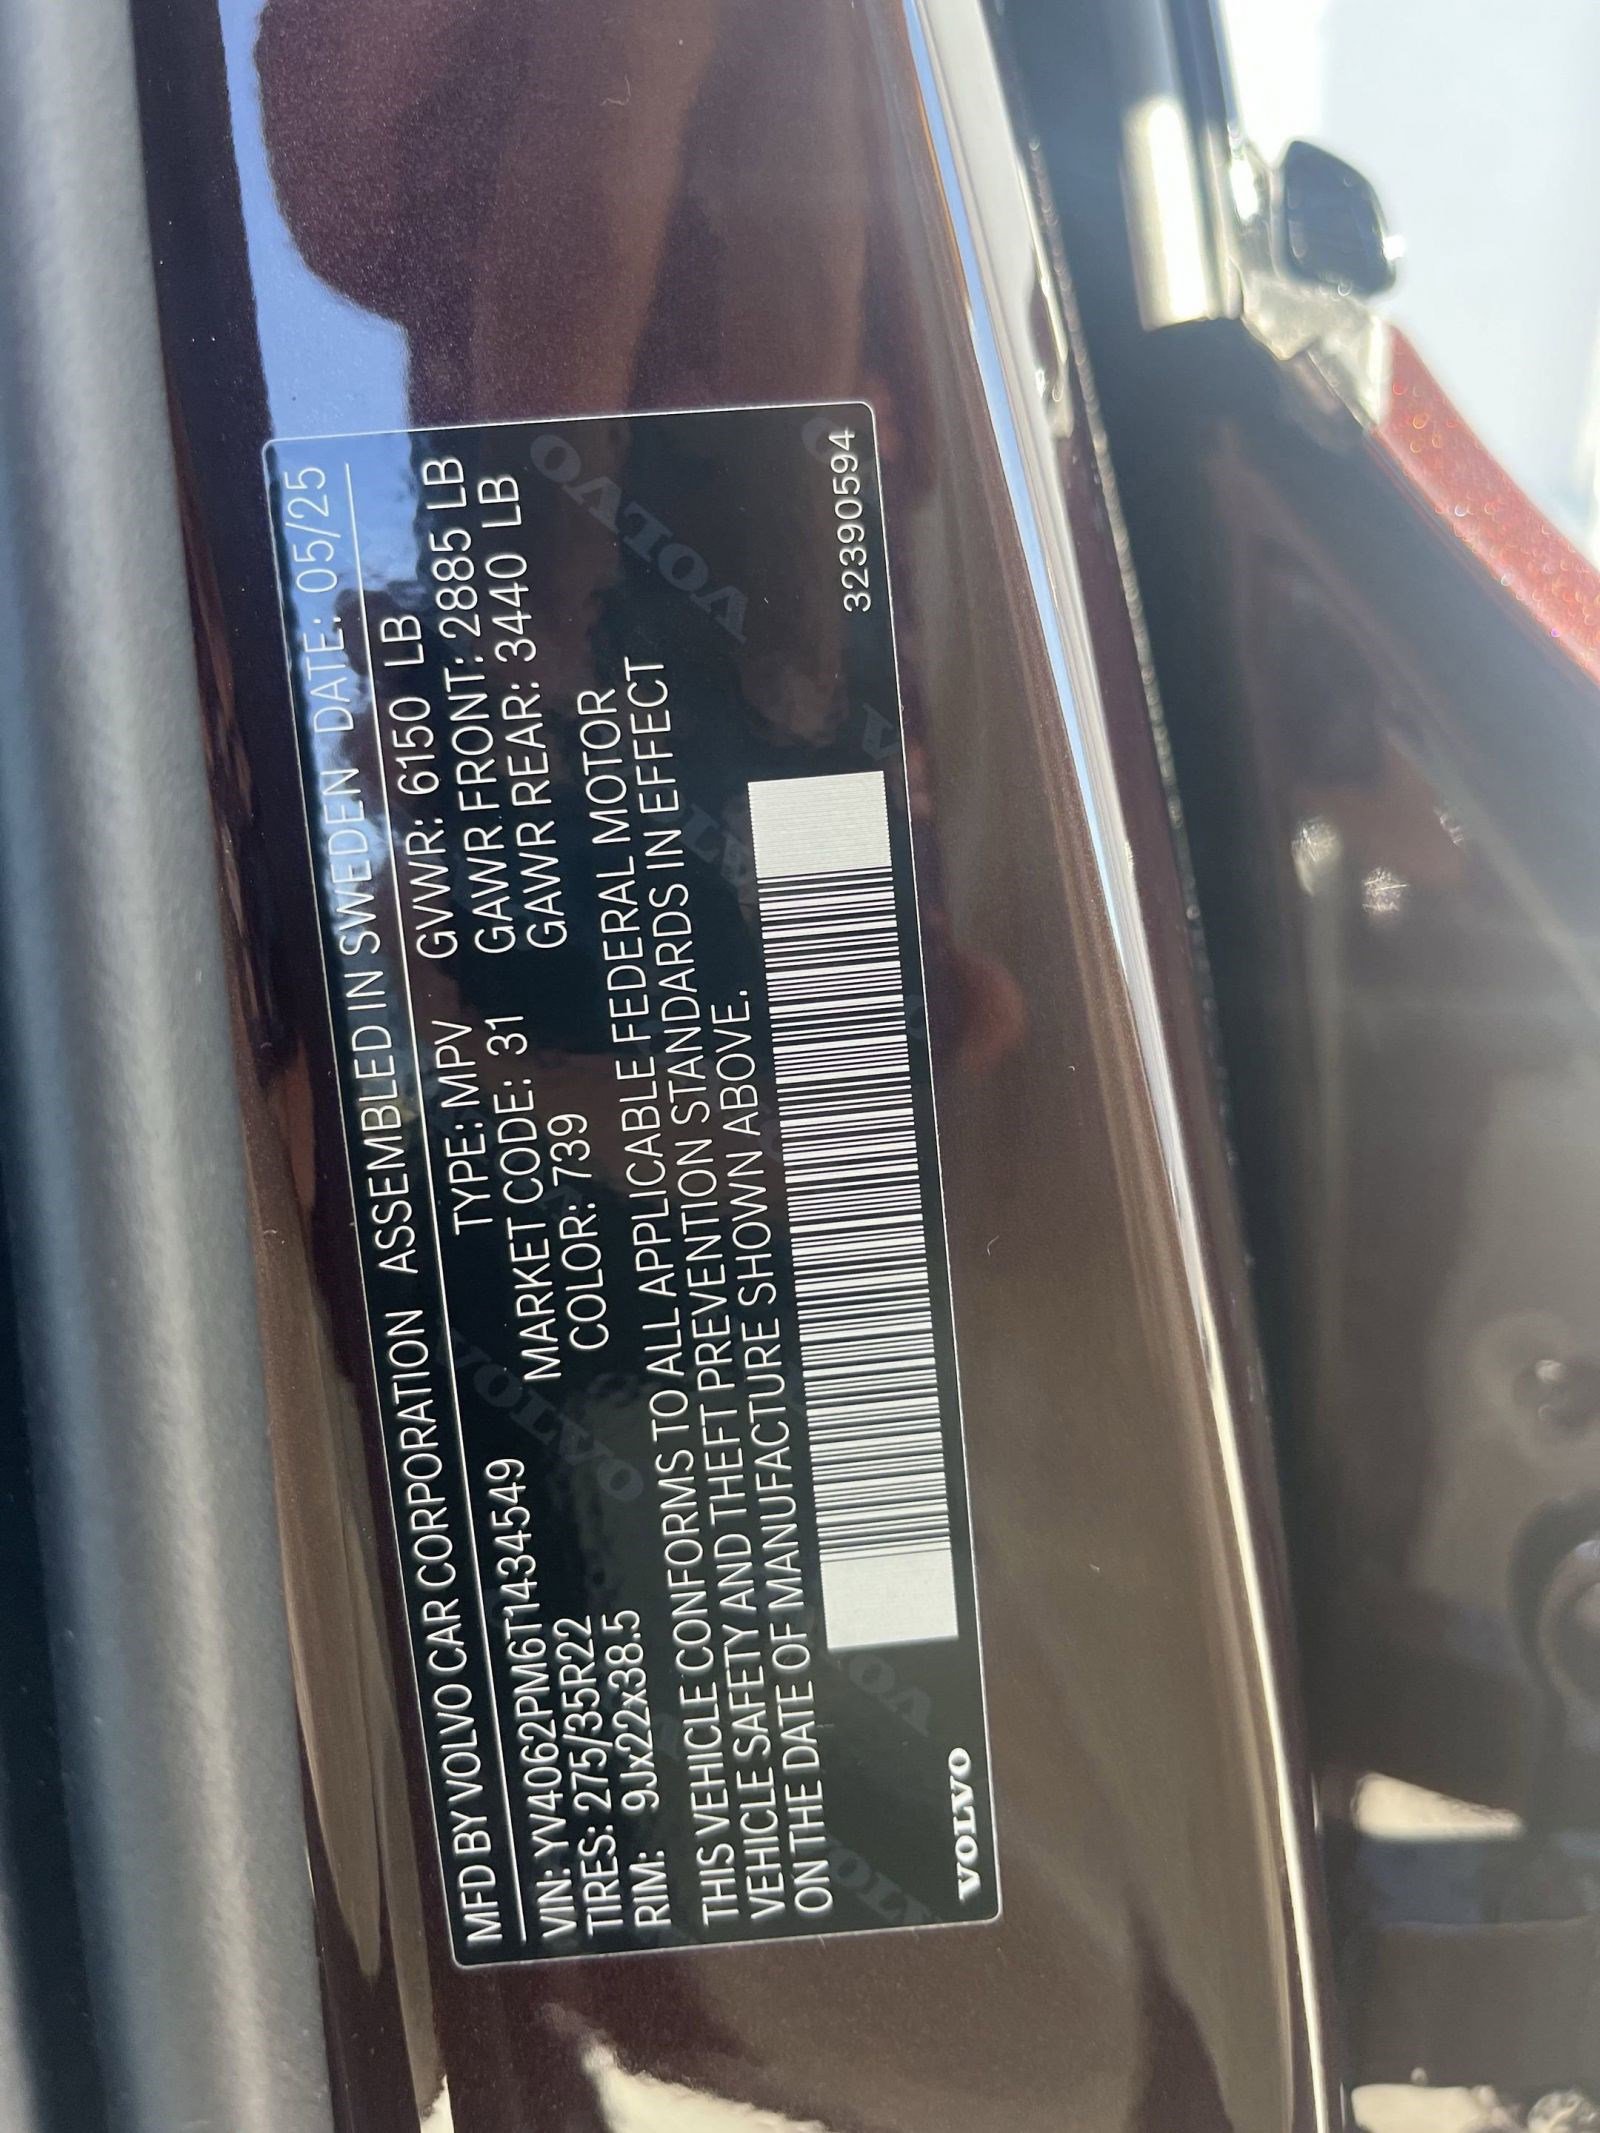 MFD BY VOLVO CAR CORPORATION ASSEMBLED IN SWEDEN DATE: 05/25
VIN: YV4062PM6T1434549 TYPE: MPV GVWR: 6150 LB
TIRES: 275/35R22 MARKET CODE: 31 GAWR FRONT: 2885 LB
RIM: 9Jx22x38.5 COLOR: 739 GAWR REAR: 3440 LB
THIS VEHICLE CONFORMS TO ALL APPLICABLE FEDERAL MOTOR
VEHICLE SAFETY AND THEFT PREVENTION STANDARDS IN EFFECT
ON THE DATE OF MANUFACTURE SHOWN ABOVE.
VOLVO 32390594